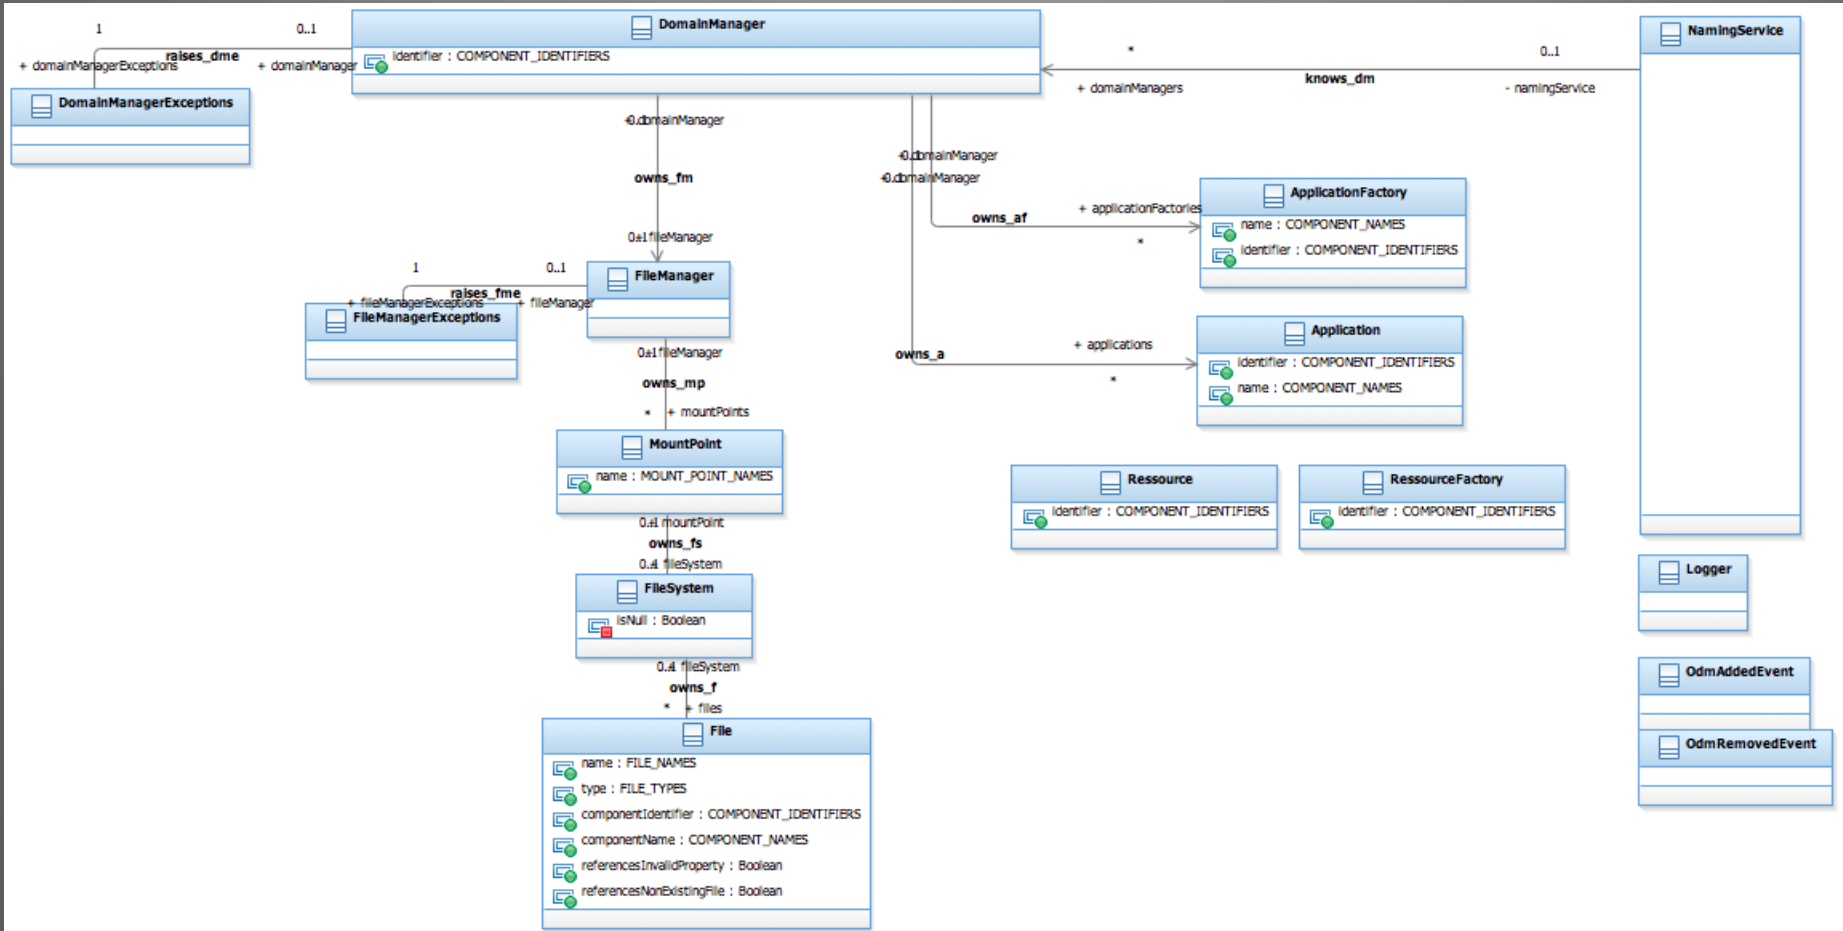 DomainManager
identifier : COMPONENT_IDENTIFIERS
1
0..1
raises_dme
+ domainManagerExceptions
+ domainManager
DomainManagerExceptions
NamingService
*
0..1
knows_dm
+ domainManagers
- namingService
+ domainManager
0..1
owns_fm
0..1
+ fileManager
+ domainManager
0..1
+ domainManager
0..1
owns_af
+ applicationFactories
*
ApplicationFactory
name : COMPONENT_NAMES
identifier : COMPONENT_IDENTIFIERS
1
0..1
raises_fme
+ fileManagerExceptions
+ fileManager
FileManager
FileManagerExceptions
0..1
+ fileManager
owns_mp
*
+ mountPoints
owns_a
+ applications
*
Application
identifier : COMPONENT_IDENTIFIERS
name : COMPONENT_NAMES
MountPoint
name : MOUNT_POINT_NAMES
0..1
+ mountPoint
owns_fs
0..1
+ fileSystem
Ressource
identifier : COMPONENT_IDENTIFIERS
RessourceFactory
identifier : COMPONENT_IDENTIFIERS
FileSystem
isNull : Boolean
0..1
+ fileSystem
owns_f
*
+ files
Logger
OdmAddedEvent
OdmRemovedEvent
File
name : FILE_NAMES
type : FILE_TYPES
componentIdentifier : COMPONENT_IDENTIFIERS
componentName : COMPONENT_NAMES
referencesInvalidProperty : Boolean
referencesNonExistingFile : Boolean